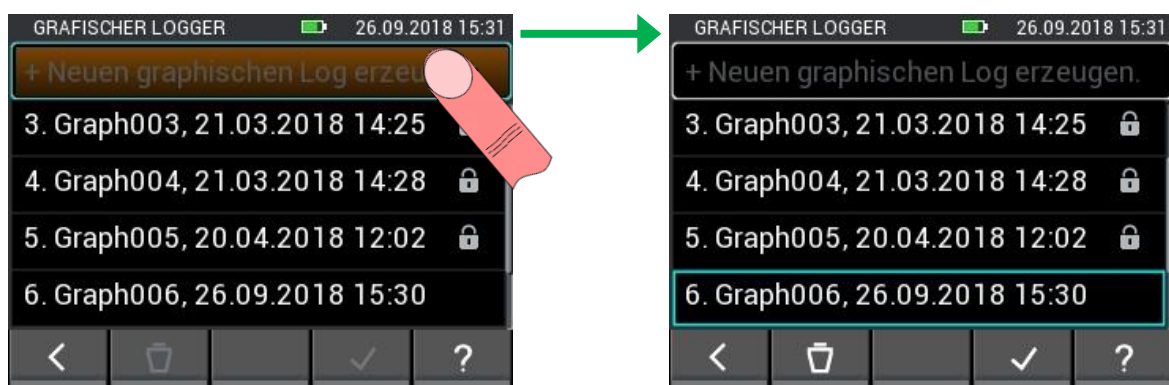 GRAFISCHER LOGGER 26.09.2018 15:31
+ Neuen graphischen Log erzeu
3. Graph003, 21.03.2018 14:25
4. Graph004, 21.03.2018 14:28
5. Graph005, 20.04.2018 12:02
6. Graph006, 26.09.2018 15:30
?
GRAFISCHER LOGGER 26.09.2018 15:31
+ Neuen graphischen Log erzeugen.
3. Graph003, 21.03.2018 14:25
4. Graph004, 21.03.2018 14:28
5. Graph005, 20.04.2018 12:02
6. Graph006, 26.09.2018 15:30
?